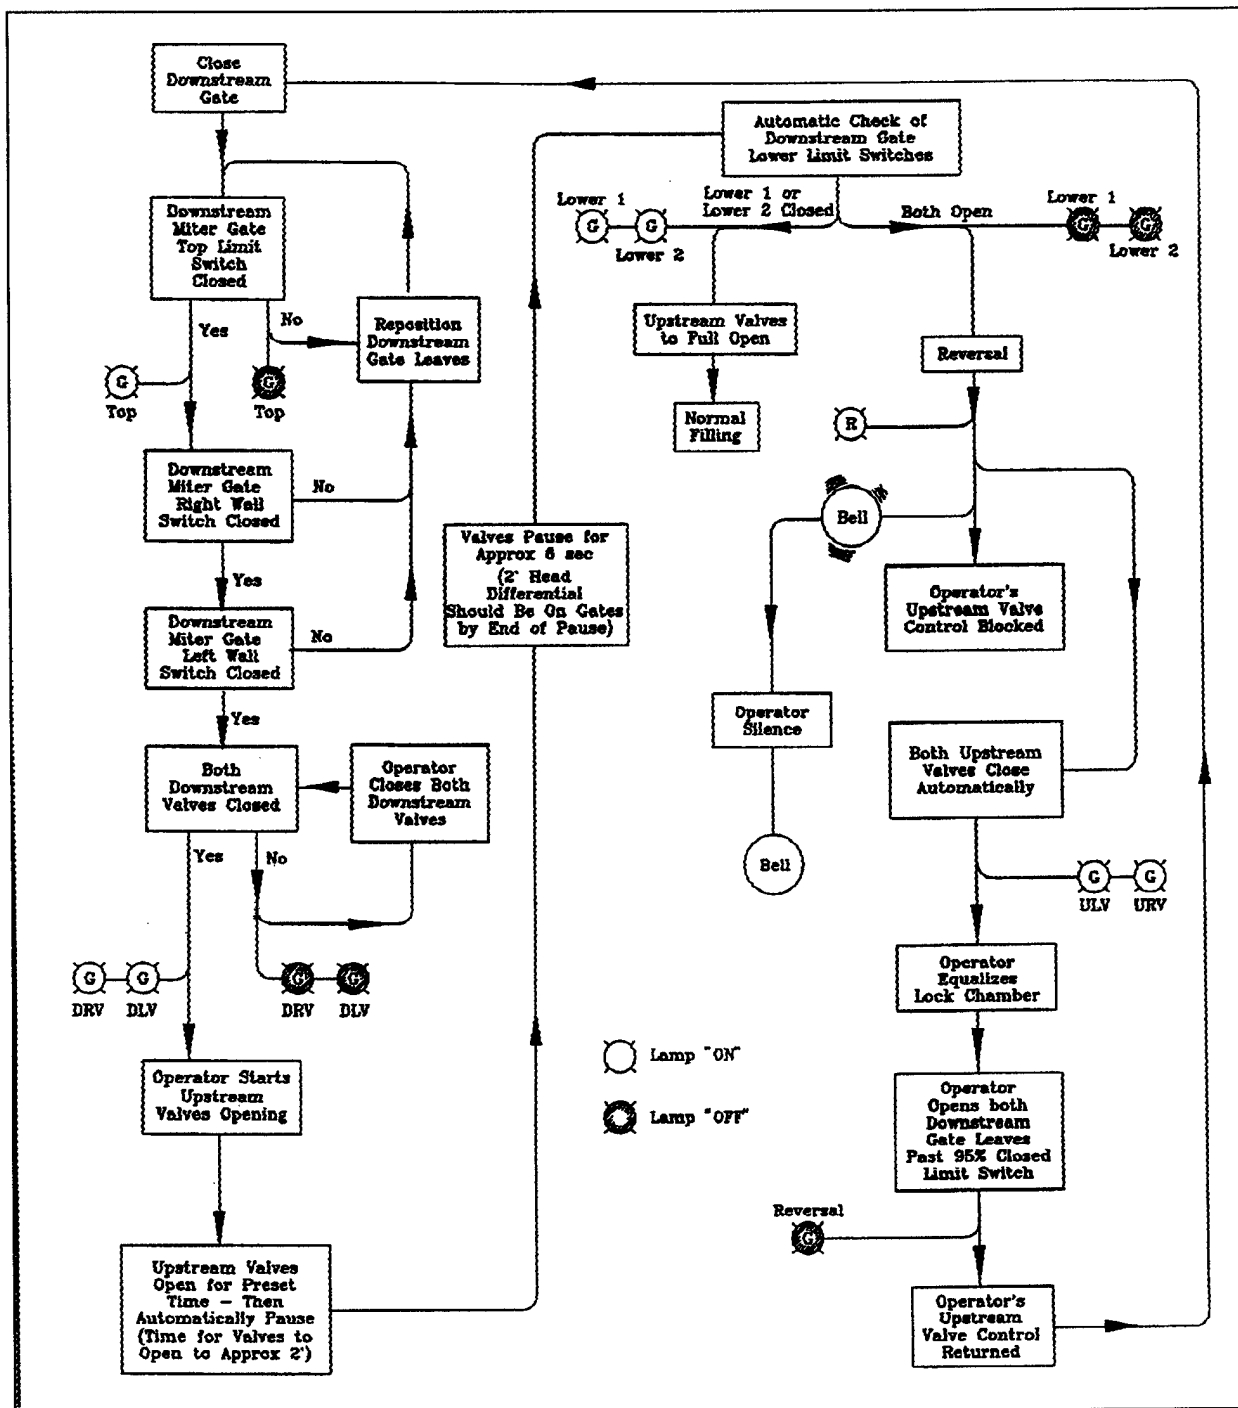 Close
Downstream
Gate
Downstream
Miter Gate
Top Limit
Switch
Closed
Yes
No
G
Top
G
Top
Reposition
Downstream
Gate Leaves
Downstream
Miter Gate
Right Wall
Switch Closed
No
Yes
Downstream
Miter Gate
Left Wall
Switch Closed
No
Yes
Both
Downstream
Valves Closed
Operator
Closes Both
Downstream
Valves
Yes
No
G
G
DRV
DLV
G
G
DRV
DLV
Operator Starts
Upstream
Valves Opening
Upstream Valves
Open for Preset
Time - Then
Automatically Pause
(Time for Valves to
Open to Approx 2')
Valves Pause for
Approx 6 sec
(2' Head
Differential
Should Be On Gates
by End of Pause)
Automatic Check of
Downstream Gate
Lower Limit Switches
Lower 1
G
G
Lower 2
Lower 1 or
Lower 2 Closed
Both Open
Lower 1
G
G
Lower 2
Upstream Valves
to Full Open
Normal
Filling
Reversal
R
Bell
Operator's
Upstream Valve
Control Blocked
Operator
Silence
Bell
Both Upstream
Valves Close
Automatically
G
G
ULV
URV
Operator
Equalizes
Lock Chamber
Operator
Opens both
Downstream
Gate Leaves
Past 95% Closed
Limit Switch
Reversal
G
Operator's
Upstream
Valve Control
Returned
Lamp "ON"
Lamp "OFF"